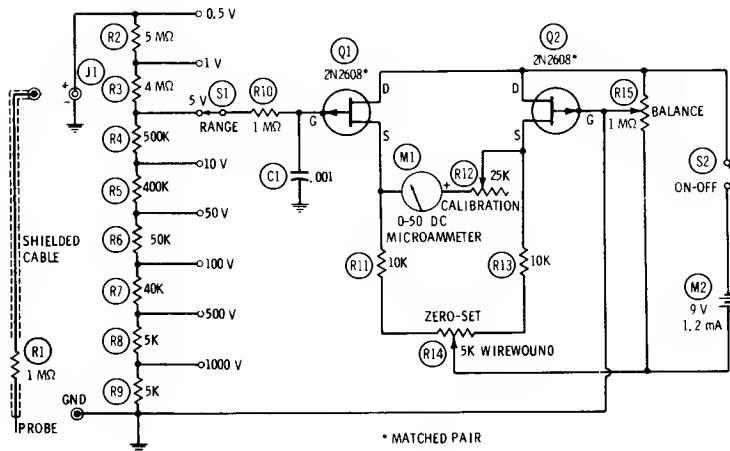 0.5 V
R2 5 MΩ
J1
+
-
1 V
R3 4 MΩ
5 V S1
RANGE
R10
1 MΩ
R4 500K
10 V
R5 400K
50 V
R6 50K
100 V
R7 40K
500 V
R8 5K
1000 V
R9 5K
SHIELDED
CABLE
R1
1 MΩ
PROBE
GND
C1 .001
Q1
2N2608*
D
G
S
Q2
2N2608*
D
G
S
M1
+
0-50 DC
MICROAMMETER
R12 25K
CALIBRATION
R11 10K
R13 10K
ZERO-SET
R14 5K WIREWOUND
R15
1 MΩ
BALANCE
S2
ON-OFF
M2
9 V
1.2 mA
* MATCHED PAIR